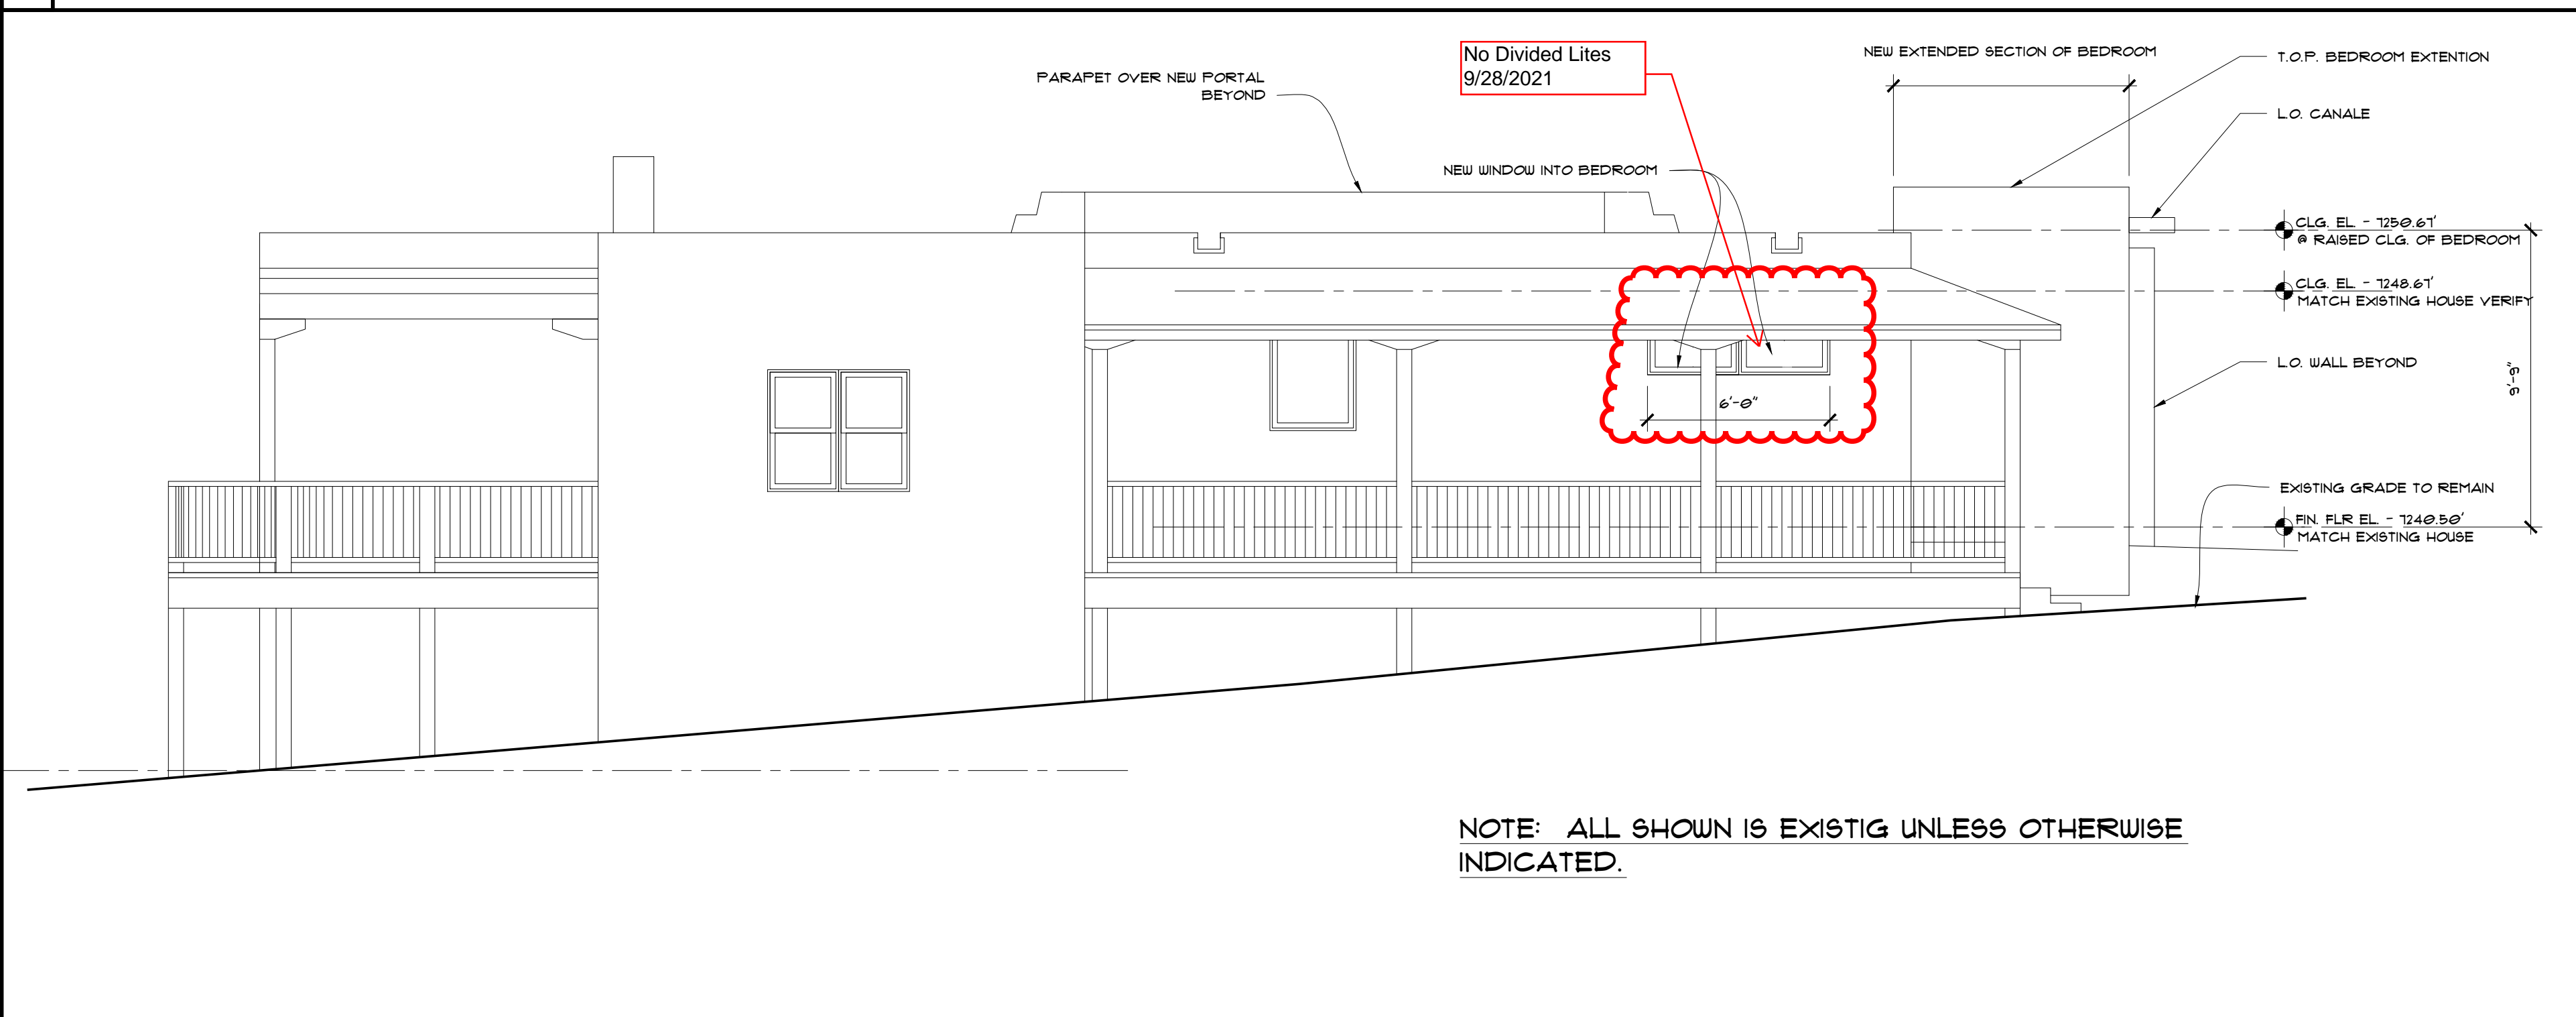 No Divided Lites
9/28/2021
NEW EXTENDED SECTION OF BEDROOM
T.O.P. BEDROOM EXTENTION
PARAPET OVER NEW PORTAL
BEYOND
L.O. CANALE
NEW WINDOW INTO BEDROOM
CLG. EL. - 7250.67'
@ RAISED CLG. OF BEDROOM
CLG. EL. - 7248.67'
MATCH EXISTING HOUSE VERIFY
L.O. WALL BEYOND
9'-9"
6'-0"
EXISTING GRADE TO REMAIN
FIN. FLR EL. - 7240.50'
MATCH EXISTING HOUSE
NOTE: ALL SHOWN IS EXISTIG UNLESS OTHERWISE
INDICATED.